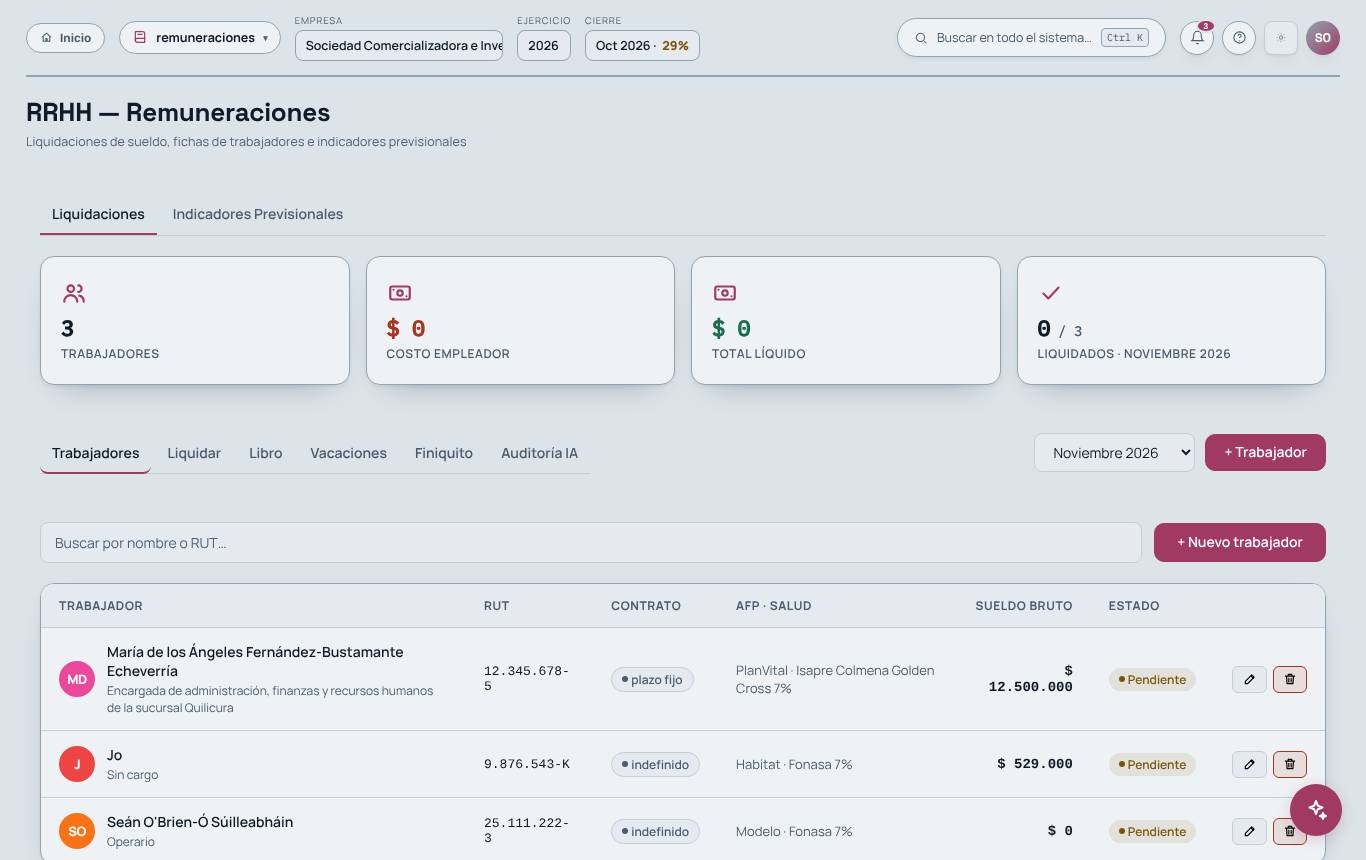 Inicio
remuneraciones ▾
EMPRESA
Sociedad Comercializadora e Inve
EJERCICIO
2026
CIERRE
Oct 2026 · 29%
Buscar en todo el sistema... Ctrl K
3
SO
RRHH — Remuneraciones
Liquidaciones de sueldo, fichas de trabajadores e indicadores previsionales
Liquidaciones Indicadores Previsionales
3
TRABAJADORES
$ 0
COSTO EMPLEADOR
$ 0
TOTAL LÍQUIDO
0 / 3
LIQUIDADOS · NOVIEMBRE 2026
Trabajadores Liquidar Libro Vacaciones Finiquito Auditoría IA
Noviembre 2026
+ Trabajador
Buscar por nombre o RUT...
+ Nuevo trabajador
TRABAJADOR RUT CONTRATO AFP · SALUD SUELDO BRUTO ESTADO
MD
María de los Ángeles Fernández-Bustamante
Echeverría
Encargada de administración, finanzas y recursos humanos
de la sucursal Quilicura
12.345.678-
5
plazo fijo
PlanVital · Isapre Colmena Golden
Cross 7%
$
12.500.000
Pendiente
J
Jo
Sin cargo
9.876.543-K
indefinido
Habitat · Fonasa 7%
$ 529.000
Pendiente
SO
Seán O'Brien-Ó Súilleabháin
Operario
25.111.222-
3
indefinido
Modelo · Fonasa 7%
$ 0
Pendiente